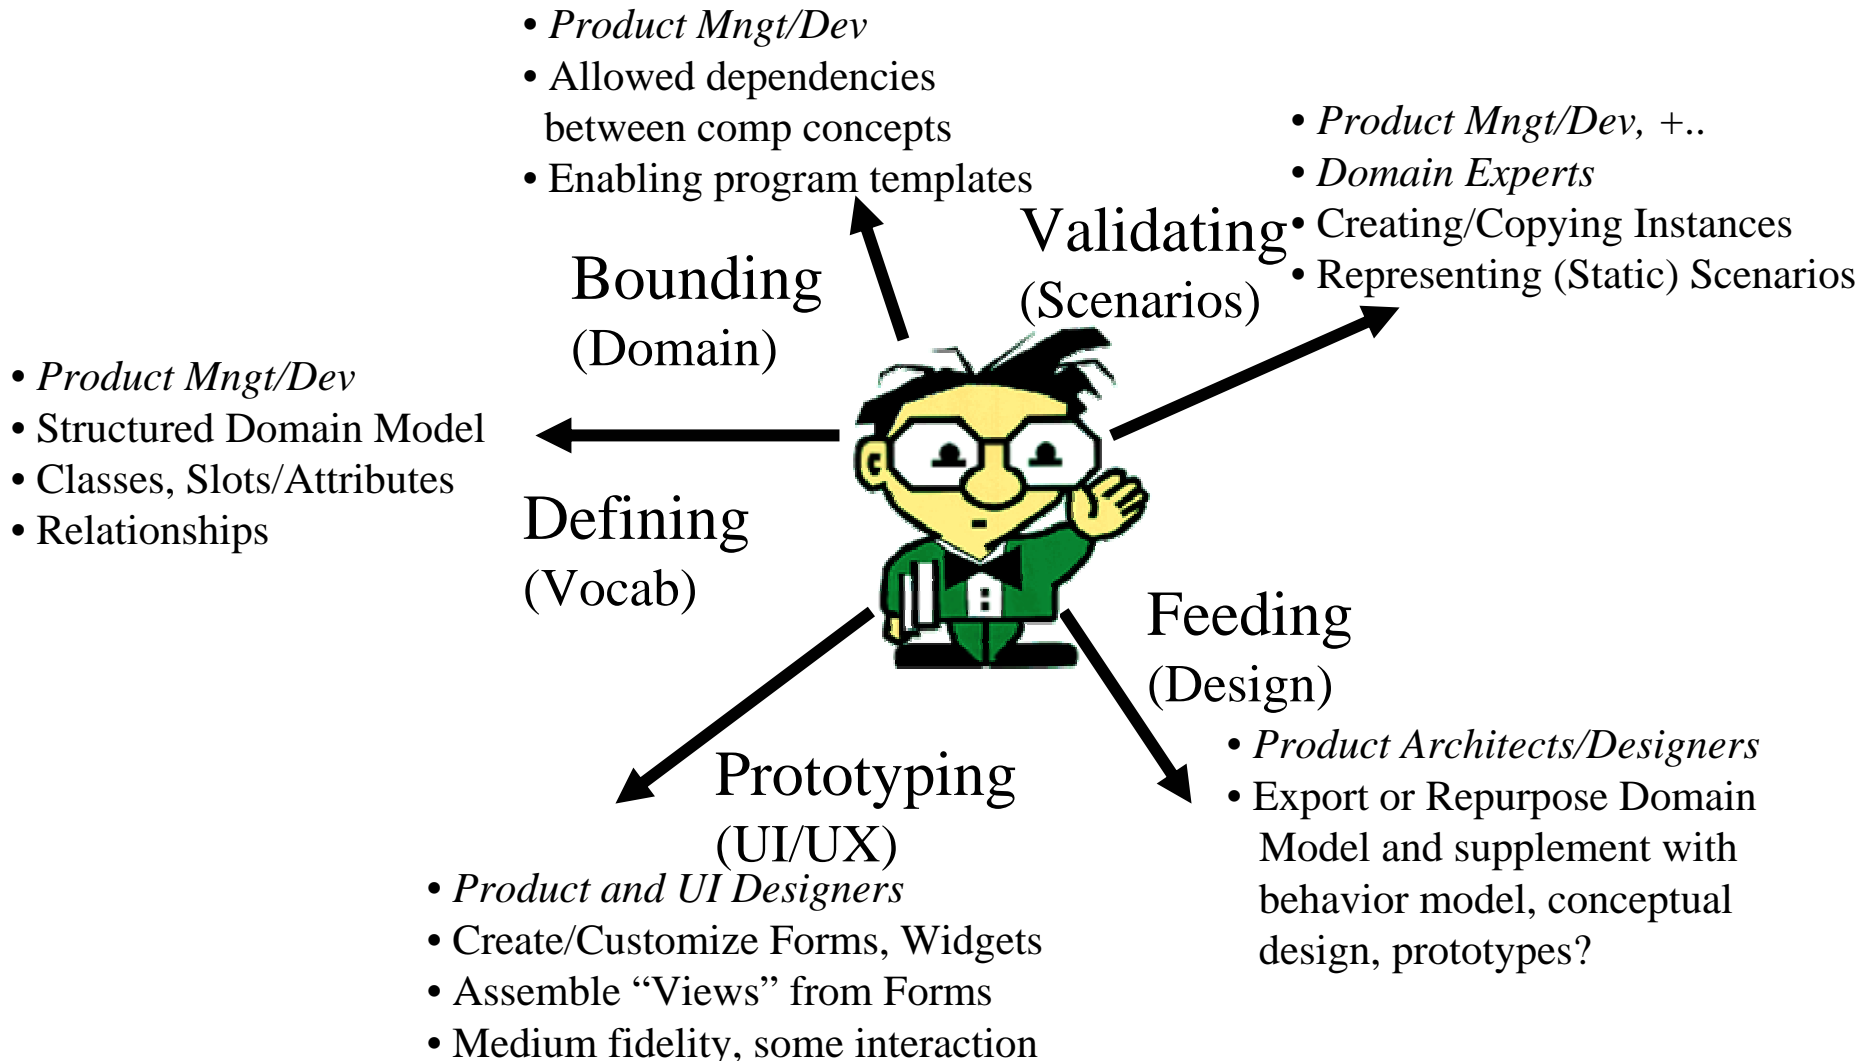 • Product Mngt/Dev
• Allowed dependencies
between comp concepts
• Enabling program templates
Bounding
(Domain)
• Product Mngt/Dev, +..
• Domain Experts
• Creating/Copying Instances
• Representing (Static) Scenarios
Validating
(Scenarios)
• Product Mngt/Dev
• Structured Domain Model
• Classes, Slots/Attributes
• Relationships
Defining
(Vocab)
Feeding
(Design)
• Product Architects/Designers
• Export or Repurpose Domain
Model and supplement with
behavior model, conceptual
design, prototypes?
Prototyping
(UI/UX)
• Product and UI Designers
• Create/Customize Forms, Widgets
• Assemble “Views” from Forms
• Medium fidelity, some interaction